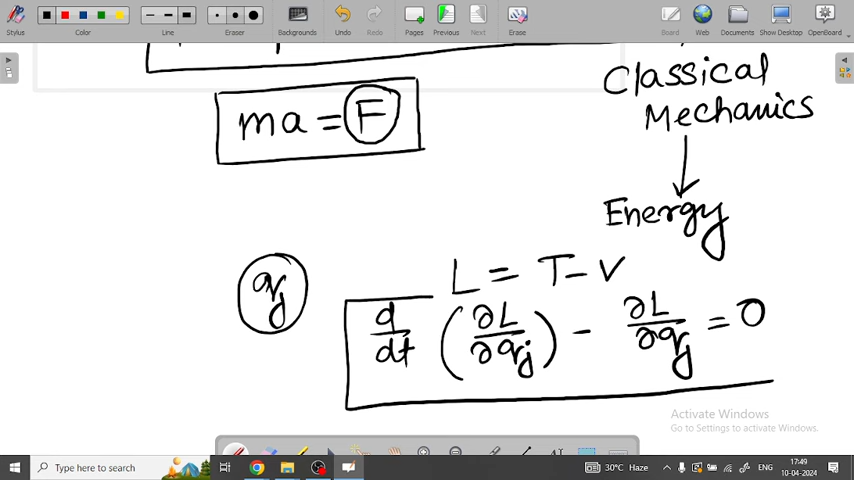 Stylus
Color
Line
Eraser
Backgrounds
Undo
Redo
Pages
Previous
Next
Erase
Board
Web
Documents
Show Desktop
OpenBoard
Classical
Mechanics
ma = F
Energy
qj
L = T - V
d/dt (∂L/∂qj) - ∂L/∂qj = 0
Activate Windows
Go to Settings to activate Windows.
Type here to search
30°C Haze
ENG
17:49
10-04-2024